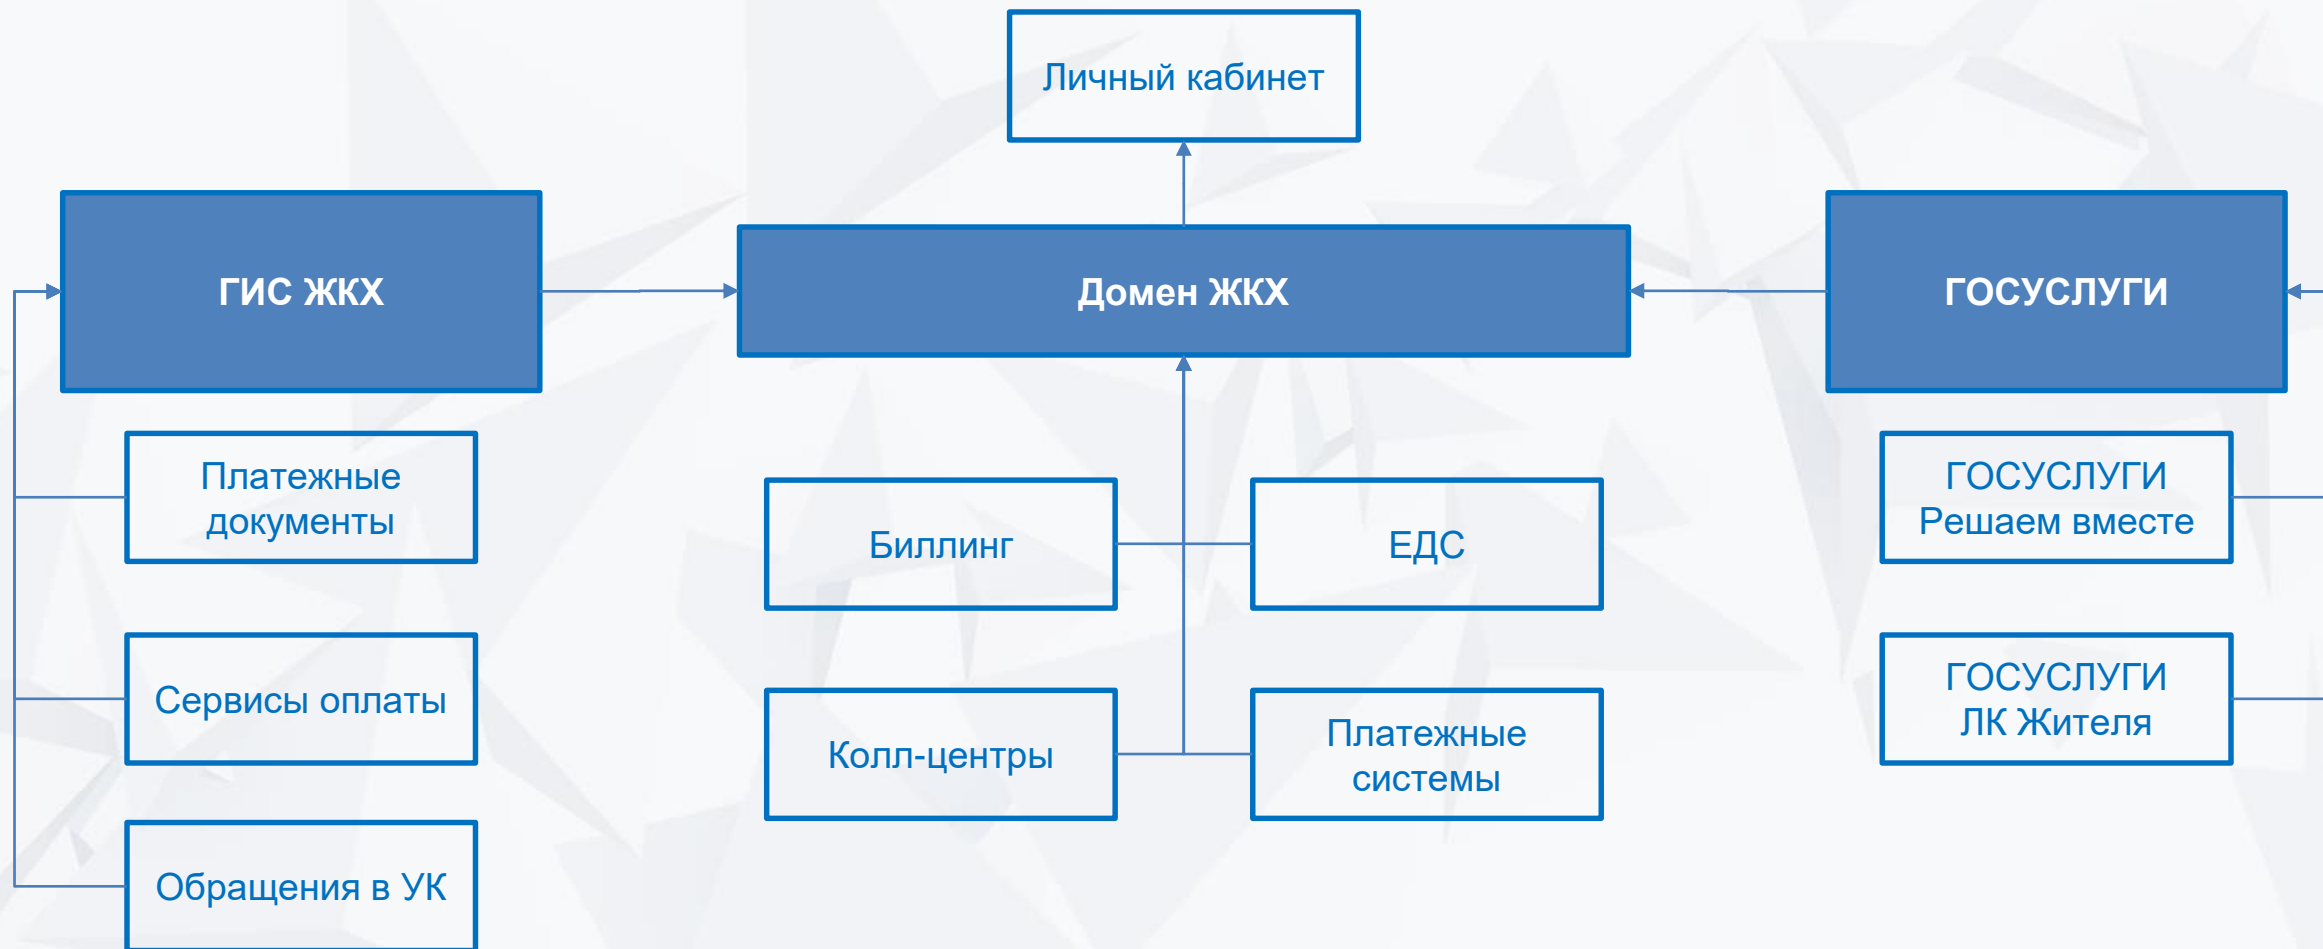 Личный кабинет
ГИС ЖКХ
Домен ЖКХ
ГОСУСЛУГИ
Платежные
документы
Сервисы оплаты
Обращения в УК
Биллинг
ЕДС
Колл-центры
Платежные
системы
ГОСУСЛУГИ
Решаем вместе
ГОСУСЛУГИ
ЛК Жителя